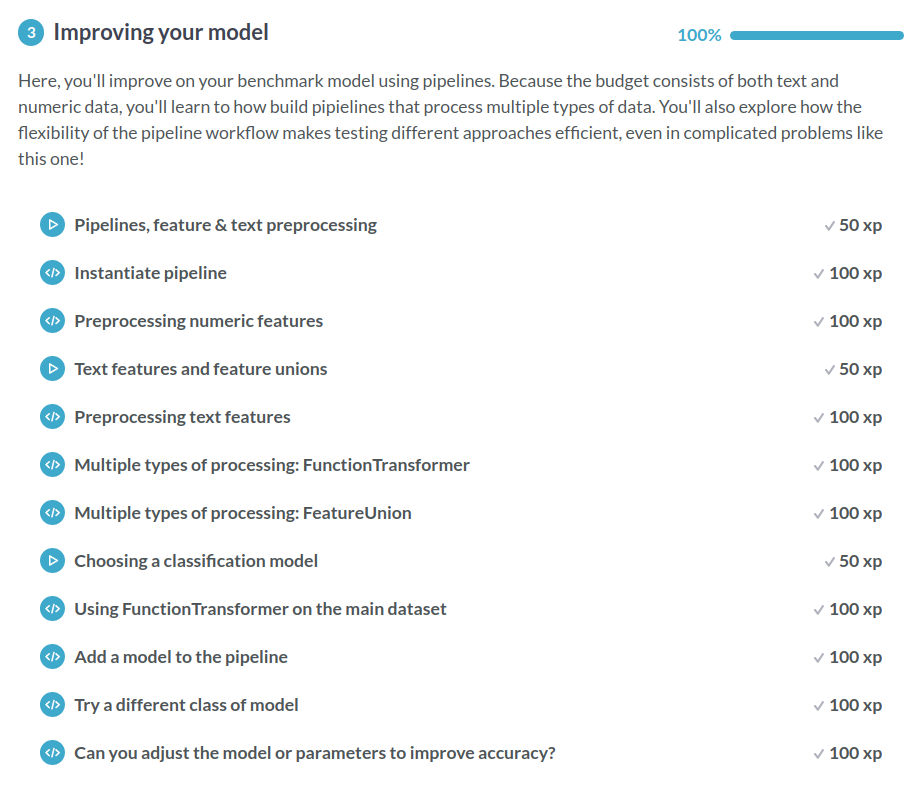 3 Improving your model 100%
Here, you'll improve on your benchmark model using pipelines. Because the budget consists of both text and
numeric data, you'll learn to how build pipielines that process multiple types of data. You'll also explore how the
flexibility of the pipeline workflow makes testing different approaches efficient, even in complicated problems like
this one!
Pipelines, feature & text preprocessing 50 xp
Instantiate pipeline 100 xp
Preprocessing numeric features 100 xp
Text features and feature unions 50 xp
Preprocessing text features 100 xp
Multiple types of processing: FunctionTransformer 100 xp
Multiple types of processing: FeatureUnion 100 xp
Choosing a classification model 50 xp
Using FunctionTransformer on the main dataset 100 xp
Add a model to the pipeline 100 xp
Try a different class of model 100 xp
Can you adjust the model or parameters to improve accuracy? 100 xp